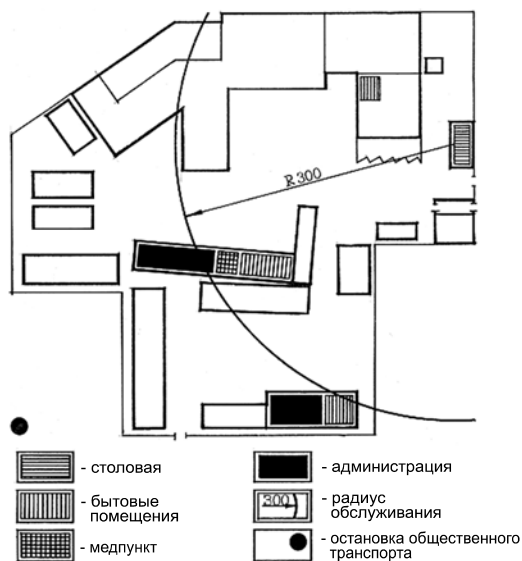 R300
- столовая
- администрация
- бытовые
помещения
300
- радиус
обслуживания
- медпункт
- остановка общественного
транспорта